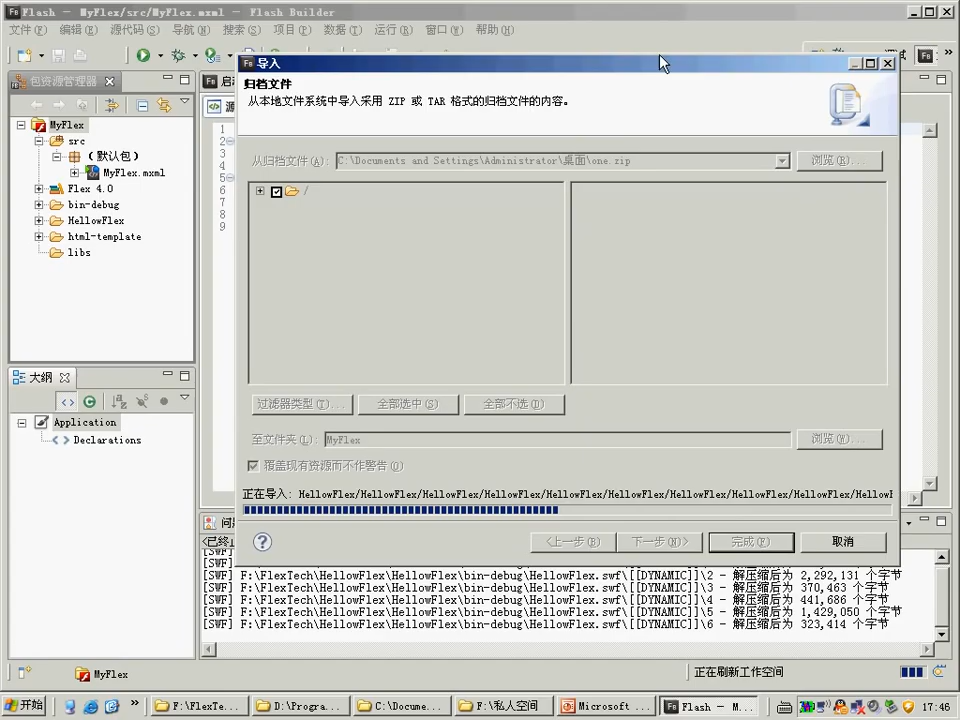 Flash - MyFlex/src/MyFlex.mxml - Flash Builder
文件(F) 编辑(E) 源代码(S) 导航(N) 搜索(S) 项目(P) 数据(T) 运行(R) 窗口(W) 帮助(H)
导入
归档文件
从本地文件系统中导入采用 ZIP 或 TAR 格式的归档文件的内容。
包资源管理器
MyFlex
src
(默认包)
MyFlex.mxml
Flex 4.0
bin-debug
HellowFlex
html-template
libs
源
1
2
3
4
5
6
7
8
9
从归档文件(A): C:\Documents and Settings\Administrator\桌面\one.zip 浏览(R)...
/
过滤器类型(T)... 全部选中(S) 全部不选(D)
至文件夹(L): MyFlex 浏览(W)...
覆盖现有资源而不作警告(O)
正在导入: HellowFlex/HellowFlex/HellowFlex/HellowFlex/HellowFlex/HellowFlex/HellowFlex/HellowFlex/HellowFlex/HellowF
<上一步(B) 下一步(N)> 完成(F) 取消
大纲
Application
Declarations
[SWF]
[SWF] F:\FlexTech\HellowFlex\HellowFlex\bin-debug\HellowFlex.swf\[[DYNAMIC]]\2 - 解压缩后为 2,292,131 个字节
[SWF] F:\FlexTech\HellowFlex\HellowFlex\bin-debug\HellowFlex.swf\[[DYNAMIC]]\3 - 解压缩后为 370,463 个字节
[SWF] F:\FlexTech\HellowFlex\HellowFlex\bin-debug\HellowFlex.swf\[[DYNAMIC]]\4 - 解压缩后为 441,686 个字节
[SWF] F:\FlexTech\HellowFlex\HellowFlex\bin-debug\HellowFlex.swf\[[DYNAMIC]]\5 - 解压缩后为 1,429,050 个字节
[SWF] F:\FlexTech\HellowFlex\HellowFlex\bin-debug\HellowFlex.swf\[[DYNAMIC]]\6 - 解压缩后为 323,414 个字节
MyFlex
正在刷新工作空间
开始 F:\FlexTe... D:\Progra... C:\Docume... F:\私人空间 Microsoft ... Flash - M... 17:46